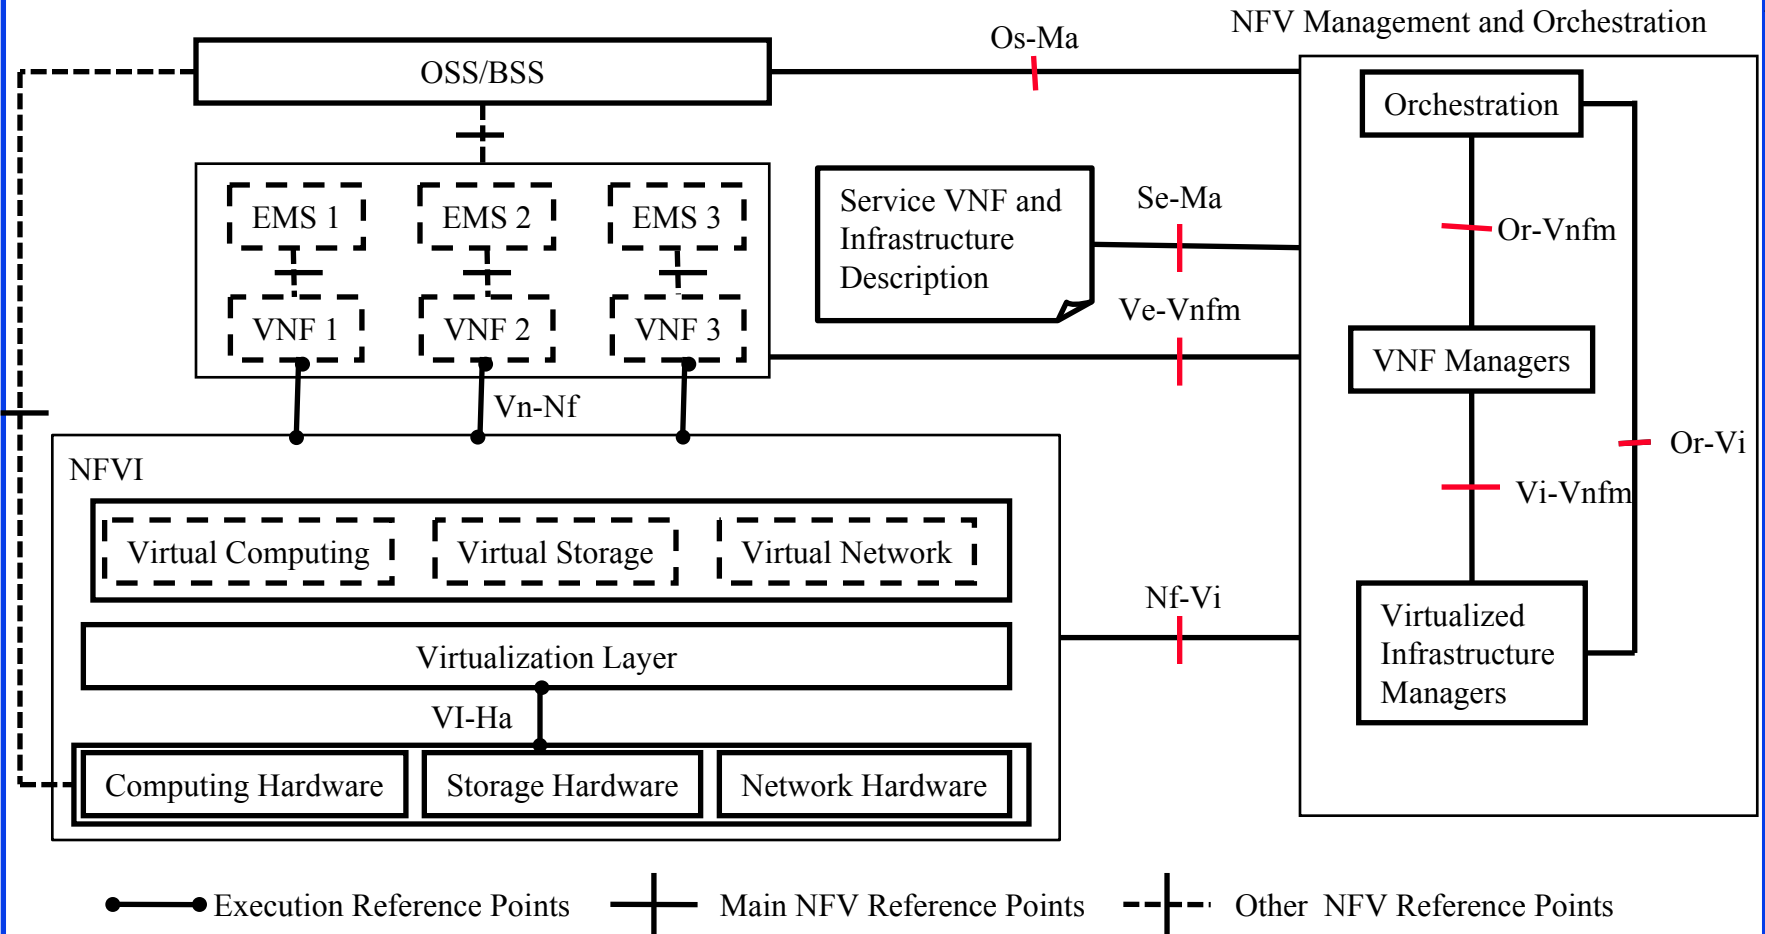 NFV Management and Orchestration
Os-Ma
OSS/BSS
Orchestration
EMS 1
EMS 2
EMS 3
Service VNF and
Infrastructure
Description
Se-Ma
Or-Vnfm
Ve-Vnfm
VNF 1
VNF 2
VNF 3
VNF Managers
Vn-Nf
Or-Vi
NFVI
Vi-Vnfm
Virtual Computing
Virtual Storage
Virtual Network
Nf-Vi
Virtualized
Infrastructure
Managers
Virtualization Layer
VI-Ha
Computing Hardware
Storage Hardware
Network Hardware
Execution Reference Points
Main NFV Reference Points
Other NFV Reference Points